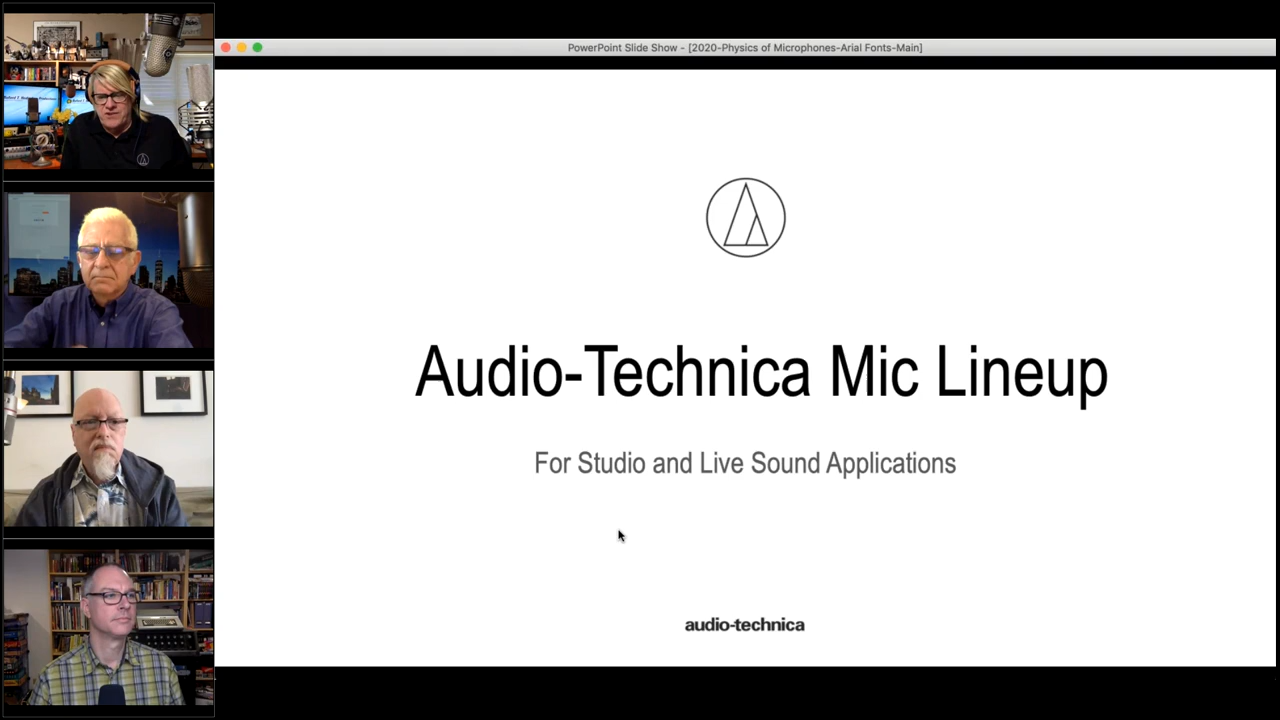 PowerPoint Slide Show - [2020-Physics of Microphones-Arial Fonts-Main]
Audio-Technica Mic Lineup
For Studio and Live Sound Applications
audio-technica